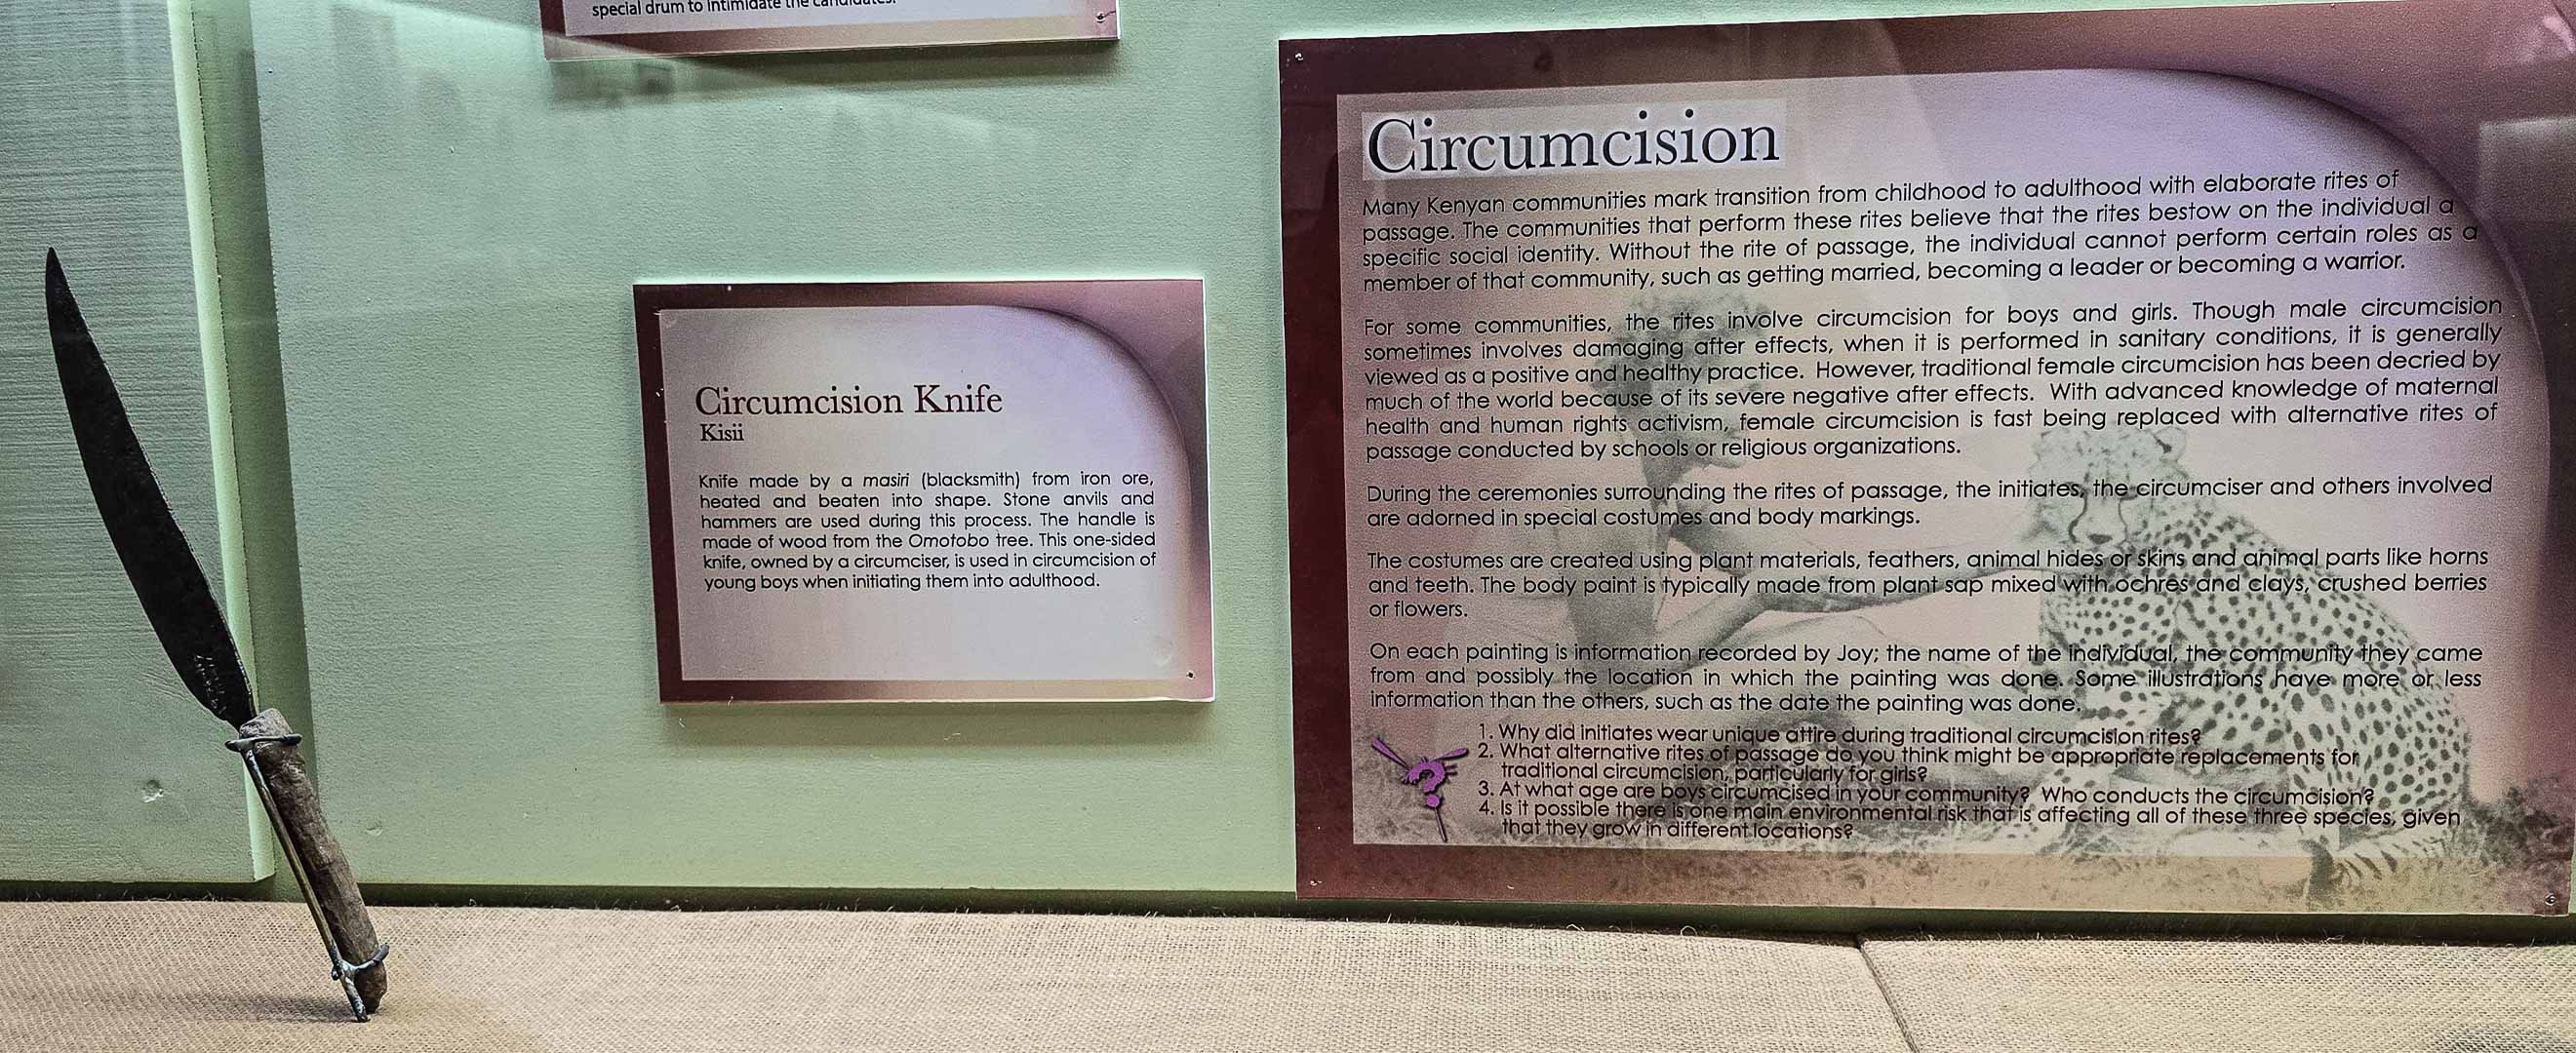 special drum to intimidate the candidates.
Circumcision Knife
Kisii
Knife made by a masiri (blacksmith) from iron ore,
heated and beaten into shape. Stone anvils and
hammers are used during this process. The handle is
made of wood from the Omotobo tree. This one-sided
knife, owned by a circumciser, is used in circumcision of
young boys when initiating them into adulthood.
Circumcision
Many Kenyan communities mark transition from childhood to adulthood with elaborate rites of
passage. The communities that perform these rites believe that the rites bestow on the individual a
specific social identity. Without the rite of passage, the individual cannot perform certain roles as a
member of that community, such as getting married, becoming a leader or becoming a warrior.
For some communities, the rites involve circumcision for boys and girls. Though male circumcision
sometimes involves damaging after effects, when it is performed in sanitary conditions, it is generally
viewed as a positive and healthy practice. However, traditional female circumcision has been decried by
much of the world because of its severe negative after effects. With advanced knowledge of maternal
health and human rights activism, female circumcision is fast being replaced with alternative rites of
passage conducted by schools or religious organizations.
During the ceremonies surrounding the rites of passage, the initiates, the circumciser and others involved
are adorned in special costumes and body markings.
The costumes are created using plant materials, feathers, animal hides or skins and animal parts like horns
and teeth. The body paint is typically made from plant sap mixed with ochres and clays, crushed berries
or flowers.
On each painting is information recorded by Joy; the name of the individual, the community they came
from and possibly the location in which the painting was done. Some illustrations have more or less
information than the others, such as the date the painting was done.
1. Why did initiates wear unique attire during traditional circumcision rites?
2. What alternative rites of passage do you think might be appropriate replacements for
traditional circumcision, particularly for girls?
3. At what age are boys circumcised in your community? Who conducts the circumcision?
4. Is it possible there is one main environmental risk that is affecting all of these three species, given
that they grow in different locations?